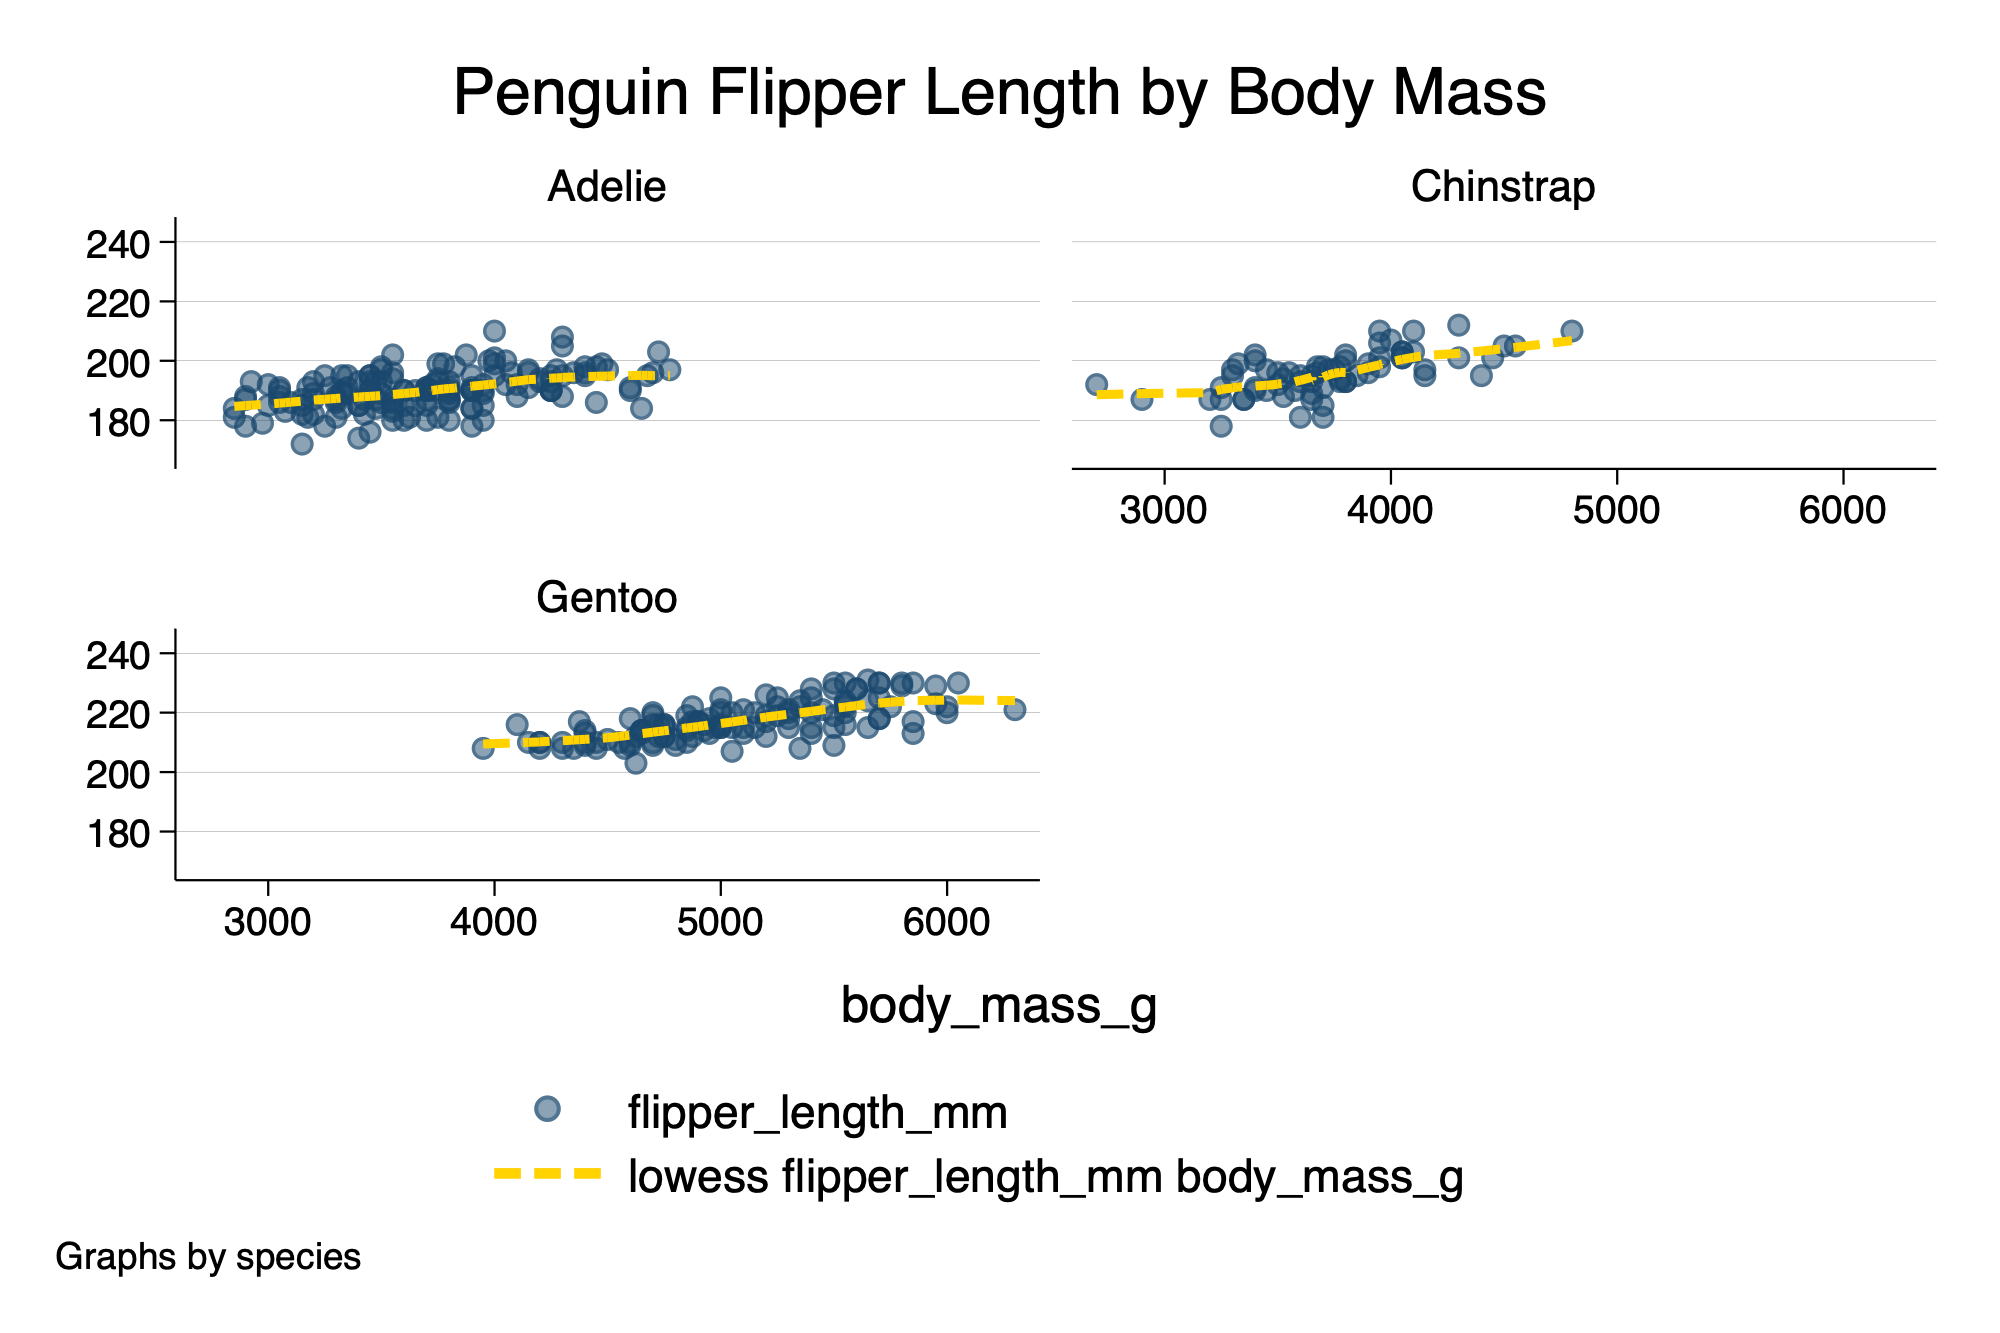 Penguin Flipper Length by Body Mass
Adelie
Chinstrap
240
220
200
180
3000 4000 5000 6000
Gentoo
240
220
200
180
3000 4000 5000 6000
body_mass_g
flipper_length_mm
lowess flipper_length_mm body_mass_g
Graphs by species